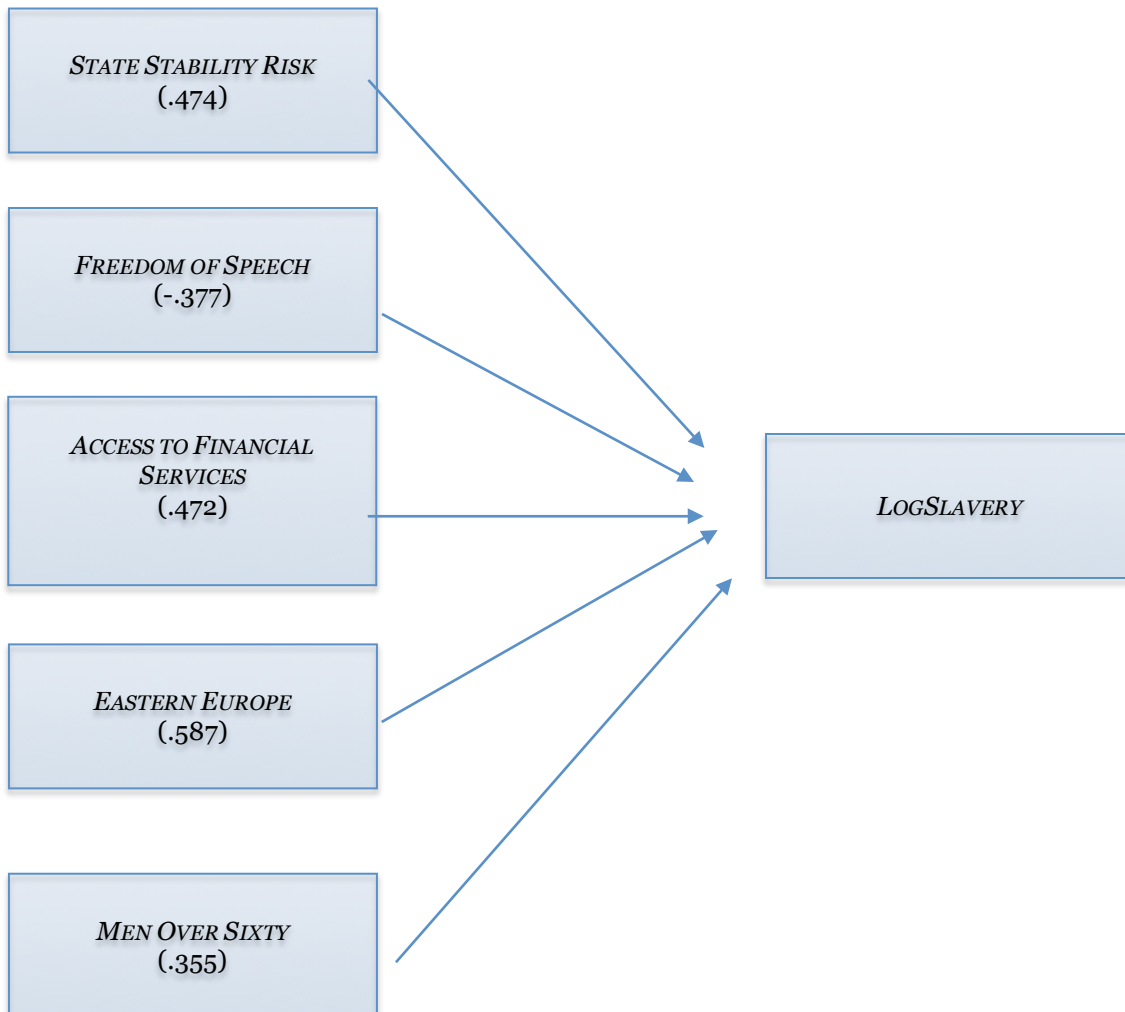 STATE STABILITY RISK
(.474)
FREEDOM OF SPEECH
(-.377)
ACCESS TO FINANCIAL
SERVICES
(.472)
LOGSLAVERY
EASTERN EUROPE
(.587)
MEN OVER SIXTY
(.355)